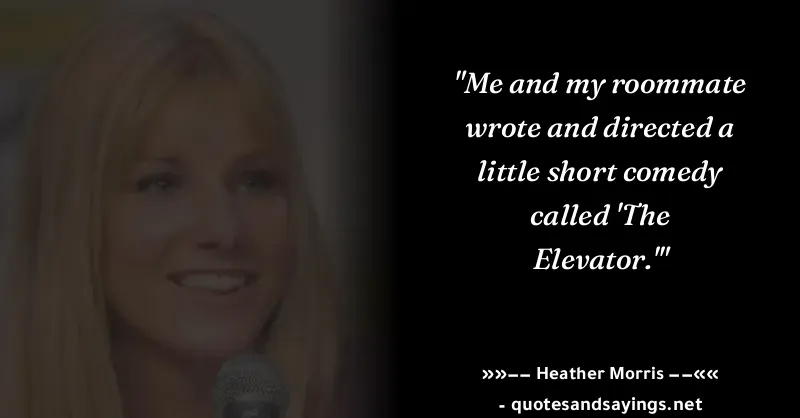 "Me and my roommate
wrote and directed a
little short comedy
called 'The
Elevator.'"
»»–– Heather Morris ––««
- quotesandsayings.net